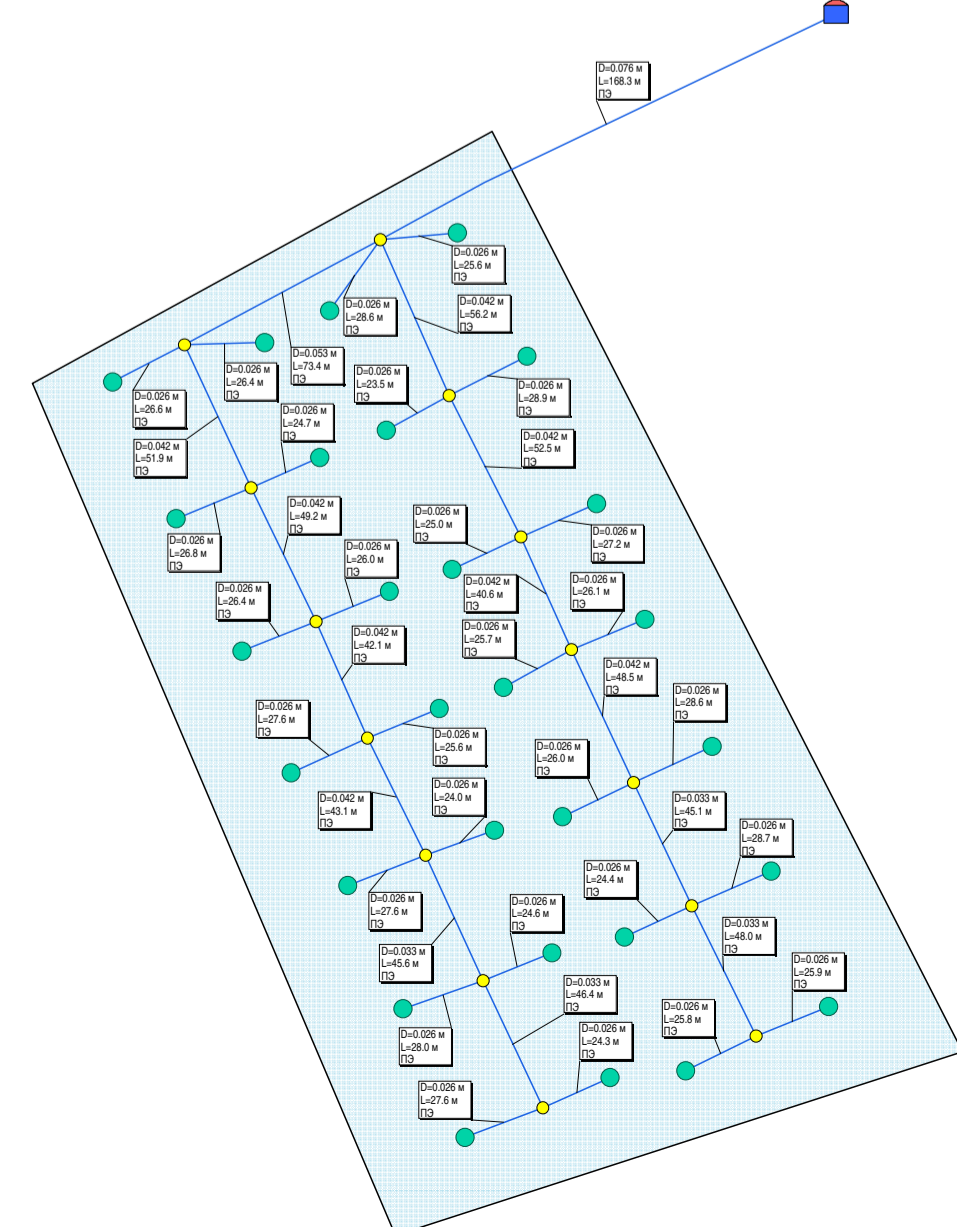 D=0.076 м
L=168.3 м
ПЭ
D=0.026 м
L=25.6 м
ПЭ
D=0.026 м
L=28.6 м
ПЭ
D=0.042 м
L=56.2 м
ПЭ
D=0.053 м
L=73.4 м
ПЭ
D=0.026 м
L=26.4 м
ПЭ
D=0.026 м
L=23.5 м
ПЭ
D=0.026 м
L=28.9 м
ПЭ
D=0.026 м
L=26.6 м
ПЭ
D=0.026 м
L=24.7 м
ПЭ
D=0.042 м
L=51.9 м
ПЭ
D=0.042 м
L=52.5 м
ПЭ
D=0.042 м
L=49.2 м
ПЭ
D=0.026 м
L=25.0 м
ПЭ
D=0.026 м
L=27.2 м
ПЭ
D=0.026 м
L=26.8 м
ПЭ
D=0.026 м
L=26.0 м
ПЭ
D=0.042 м
L=40.6 м
ПЭ
D=0.026 м
L=26.1 м
ПЭ
D=0.026 м
L=26.4 м
ПЭ
D=0.042 м
L=42.1 м
ПЭ
D=0.026 м
L=25.7 м
ПЭ
D=0.042 м
L=48.5 м
ПЭ
D=0.026 м
L=28.6 м
ПЭ
D=0.026 м
L=27.6 м
ПЭ
D=0.026 м
L=25.6 м
ПЭ
D=0.026 м
L=26.0 м
ПЭ
D=0.042 м
L=43.1 м
ПЭ
D=0.026 м
L=24.0 м
ПЭ
D=0.033 м
L=45.1 м
ПЭ
D=0.026 м
L=28.7 м
ПЭ
D=0.026 м
L=24.4 м
ПЭ
D=0.026 м
L=27.6 м
ПЭ
D=0.026 м
L=24.6 м
ПЭ
D=0.033 м
L=48.0 м
ПЭ
D=0.033 м
L=45.6 м
ПЭ
D=0.026 м
L=25.9 м
ПЭ
D=0.033 м
L=46.4 м
ПЭ
D=0.026 м
L=25.8 м
ПЭ
D=0.026 м
L=28.0 м
ПЭ
D=0.026 м
L=24.3 м
ПЭ
D=0.026 м
L=27.6 м
ПЭ